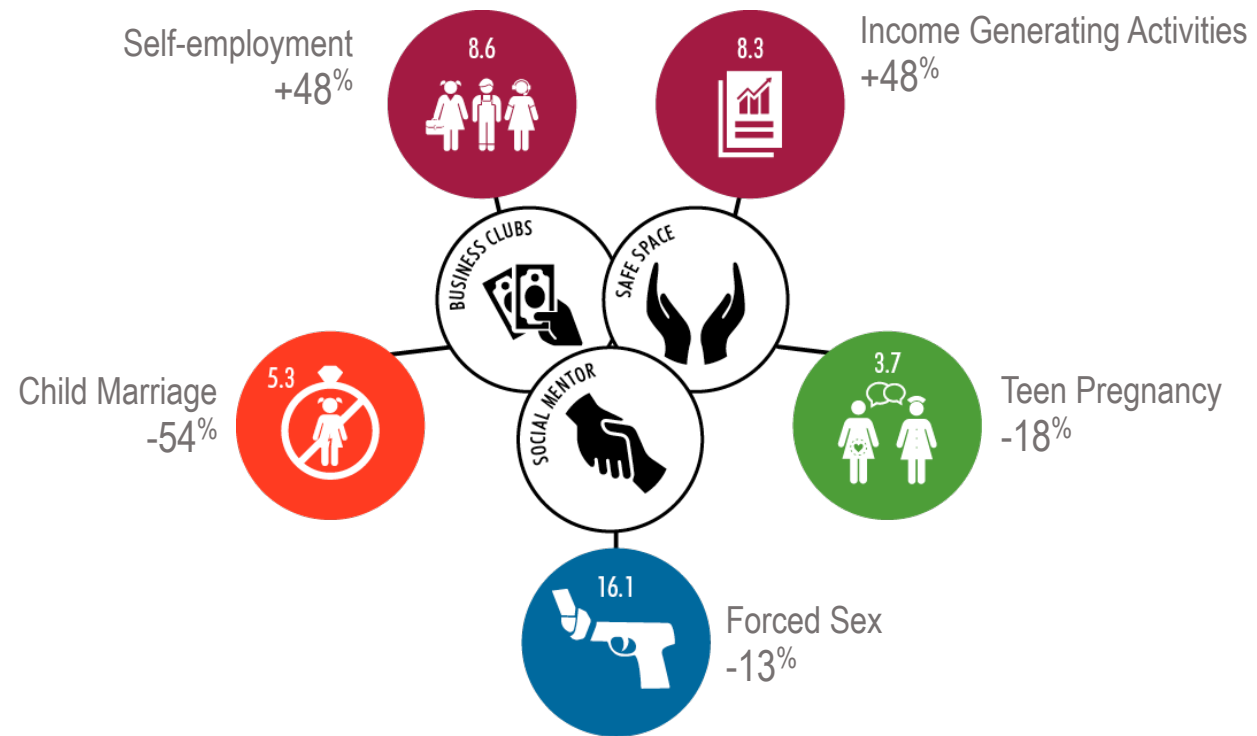 Self-employment
+48%
8.6
8.3
Income Generating Activities
+48%
BUSINESS CLUBS
SAFE SPACE
Child Marriage
-54%
5.3
SOCIAL MENTOR
3.7
Teen Pregnancy
-18%
16.1
Forced Sex
-13%